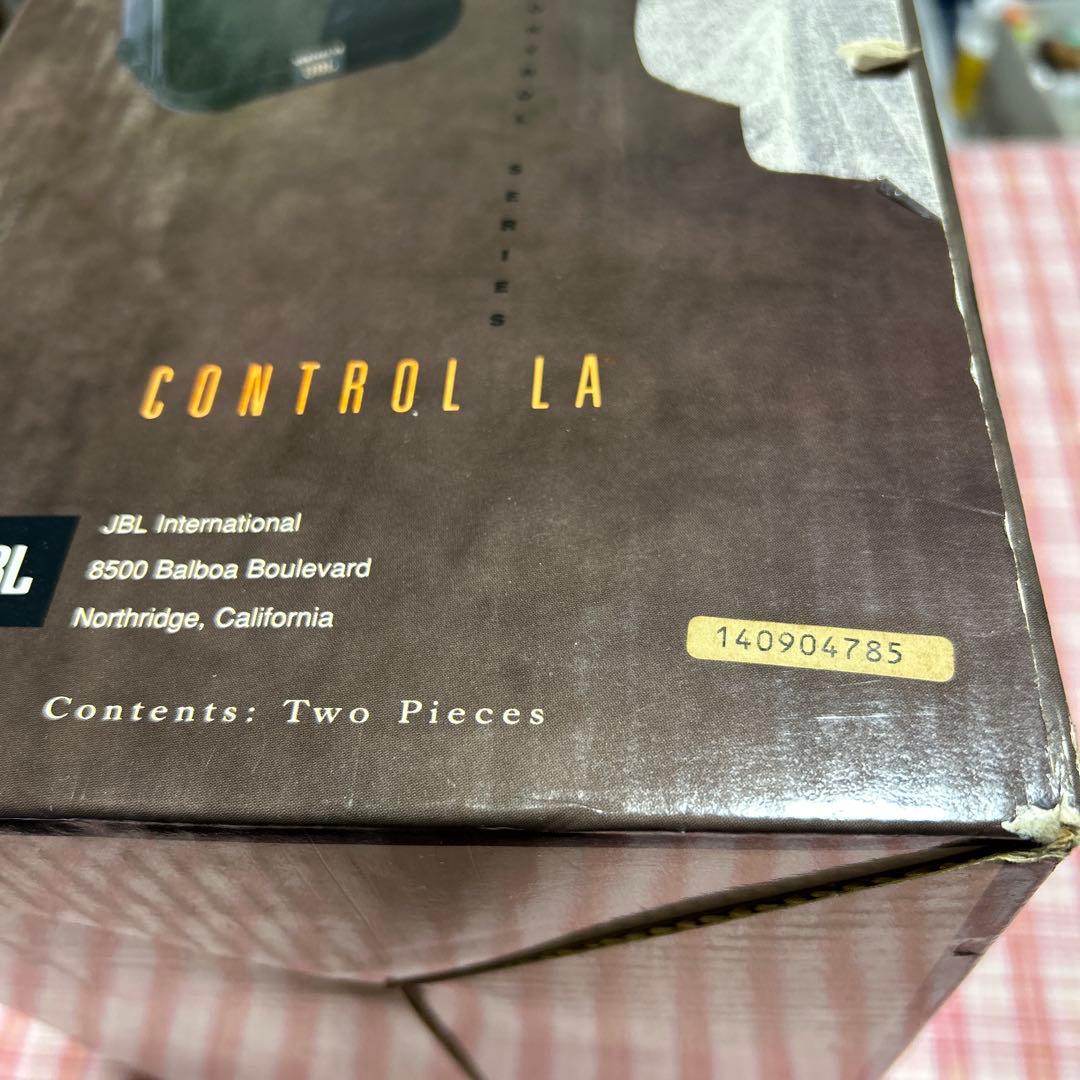 SERIES
CONTROL LA
JBL International
8500 Balboa Boulevard
Northridge, California
140904785
Contents: Two Pieces